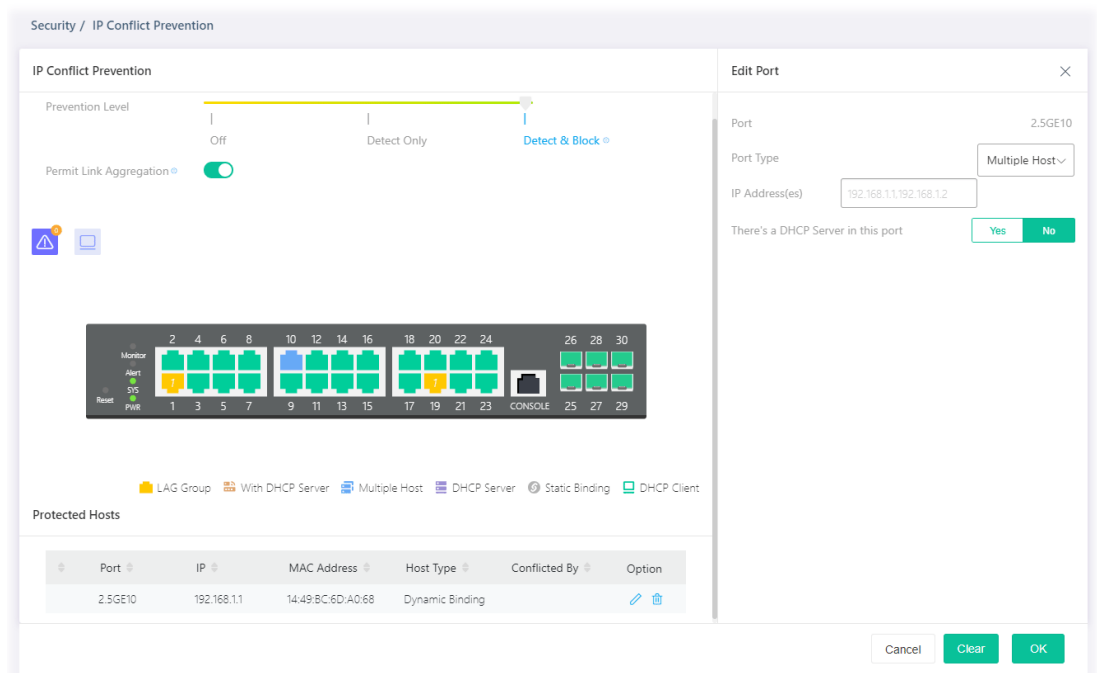 Security / IP Conflict Prevention
IP Conflict Prevention
Prevention Level
Off
Detect Only
Detect & Block
Permit Link Aggregation
0
2 4 6 8 10 12 14 16 18 20 22 24 26 28 30
Monitor
Alert
SYS
Reset
PWR
1
1
1 3 5 7 9 11 13 15 17 19 21 23 CONSOLE 25 27 29
LAG Group With DHCP Server Multiple Host DHCP Server Static Binding DHCP Client
Protected Hosts
Port IP MAC Address Host Type Conflicted By Option
2.5GE10 192.168.1.1 14:49:BC:6D:A0:68 Dynamic Binding
Edit Port
Port 2.5GE10
Port Type Multiple Host
IP Address(es) 192.168.1.1,192.168.1.2
There's a DHCP Server in this port Yes No
Cancel Clear OK